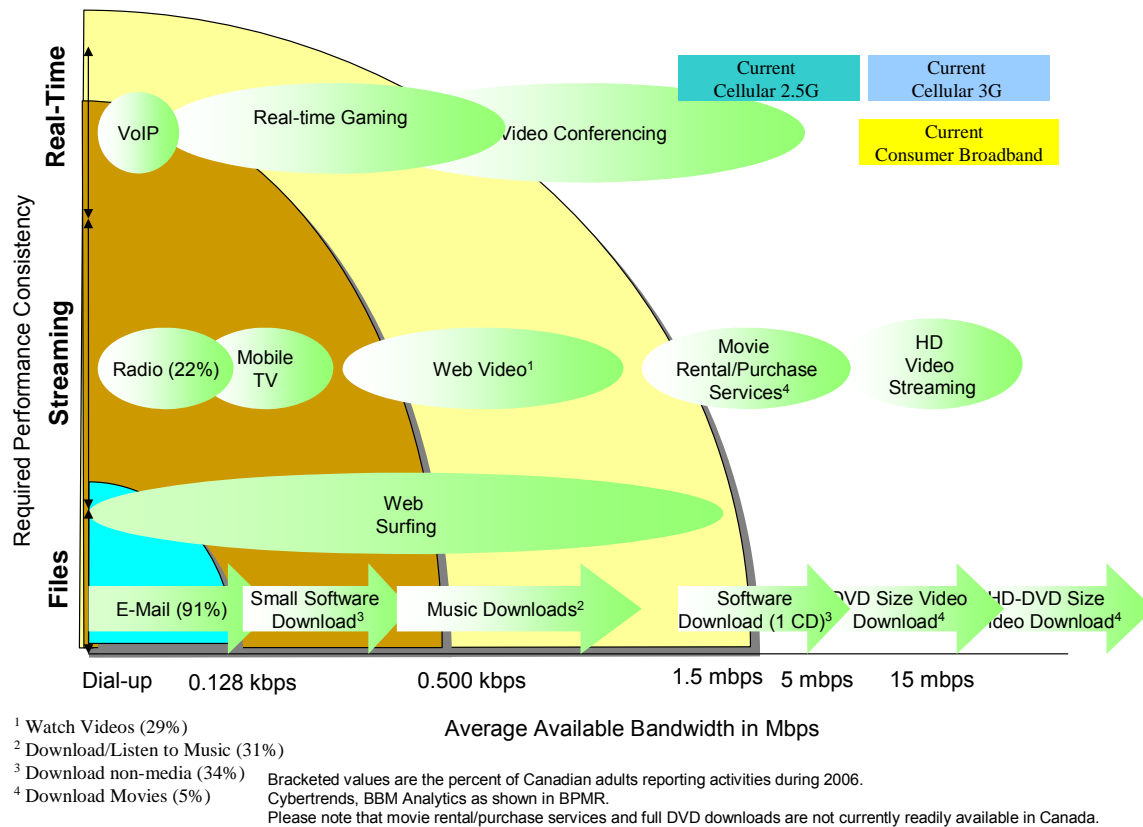 Current
Cellular 2.5G
Current
Cellular 3G
Current
Consumer Broadband
Required Performance Consistency
Real-Time
Streaming
Files
VoIP
Real-time Gaming
Video Conferencing
Radio (22%)
Mobile
TV
Web Video¹
Movie
Rental/Purchase
Services⁴
HD
Video
Streaming
Web
Surfing
E-Mail (91%)
Small Software
Download³
Music Downloads²
Software
Download (1 CD)³
DVD Size Video
Download⁴
HD-DVD Size
Video Download⁴
Dial-up
0.128 kbps
0.500 kbps
1.5 mbps
5 mbps
15 mbps
Average Available Bandwidth in Mbps
¹ Watch Videos (29%)
² Download/Listen to Music (31%)
³ Download non-media (34%)
⁴ Download Movies (5%)
Bracketed values are the percent of Canadian adults reporting activities during 2006.
Cybertrends, BBM Analytics as shown in BPMR.
Please note that movie rental/purchase services and full DVD downloads are not currently readily available in Canada.